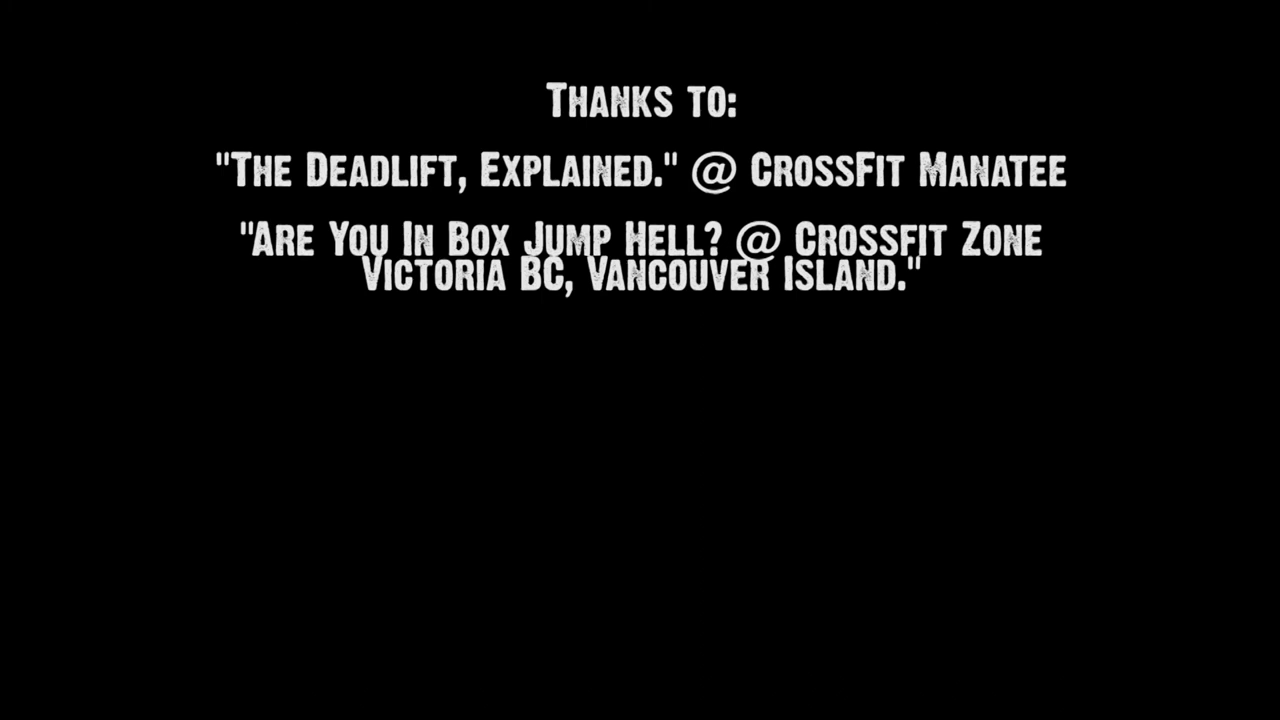 Thanks to:
"The Deadlift, Explained." @ CrossFit Manatee
"Are You In Box Jump Hell? @ Crossfit Zone
Victoria BC, Vancouver Island."